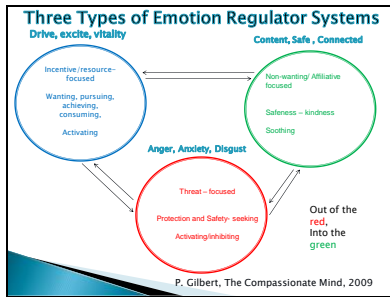 Three Types of Emotion Regulator Systems
Drive, excite, vitality
Content, Safe , Connected
Incentive/resource-
focused
Wanting, pursuing,
achieving,
consuming,
Activating
Non-wanting/ Affiliative
focused
Safeness – kindness
Soothing
Anger, Anxiety, Disgust
Threat – focused
Protection and Safety- seeking
Activating/inhibiting
Out of the
red,
Into the
green
P. Gilbert, The Compassionate Mind, 2009